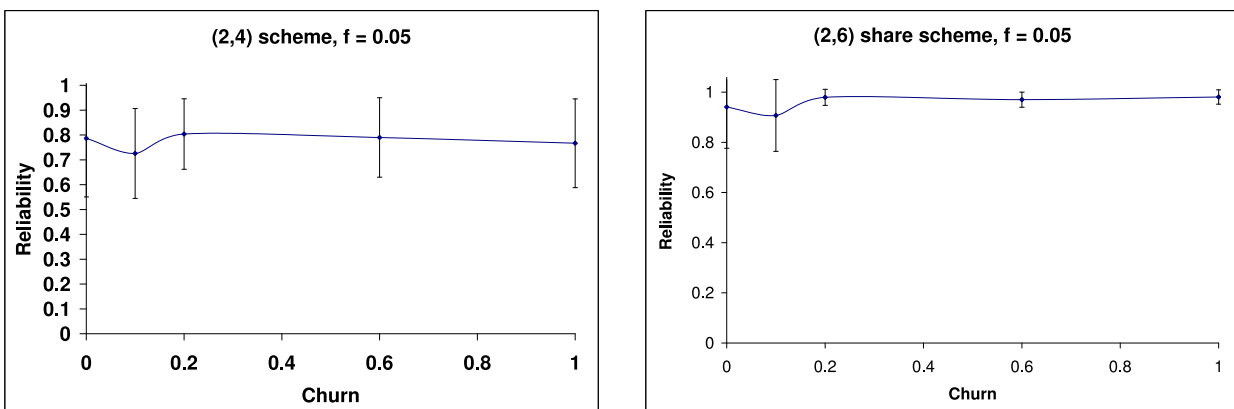 (2,4) scheme, f = 0.05
1
0.9
0.8
0.7
0.6
0.5
0.4
0.3
0.2
0.1
0
Reliability
0 0.2 0.4 0.6 0.8 1
Churn
(2,6) share scheme, f = 0.05
1
0.8
0.6
0.4
0.2
0
Reliability
0 0.2 0.4 0.6 0.8 1
Churn